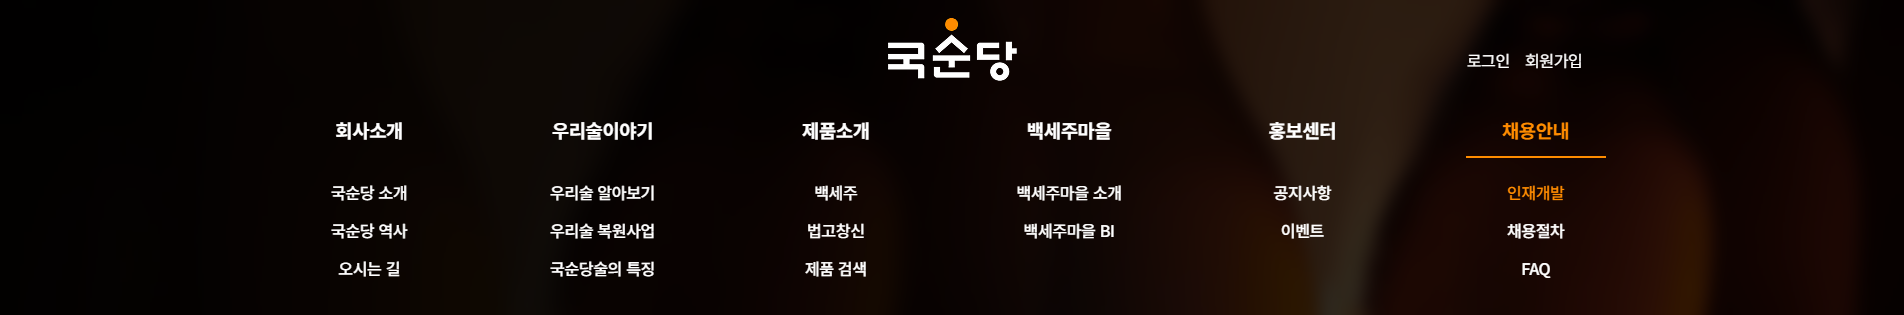 국순당
로그인 회원가입
회사소개 우리술이야기 제품소개 백세주마을 홍보센터 채용안내
국순당 소개 우리술 알아보기 백세주 백세주마을 소개 공지사항 인재개발
국순당 역사 우리술 복원사업 법고창신 백세주마을 BI 이벤트 채용절차
오시는 길 국순당술의 특징 제품 검색 FAQ